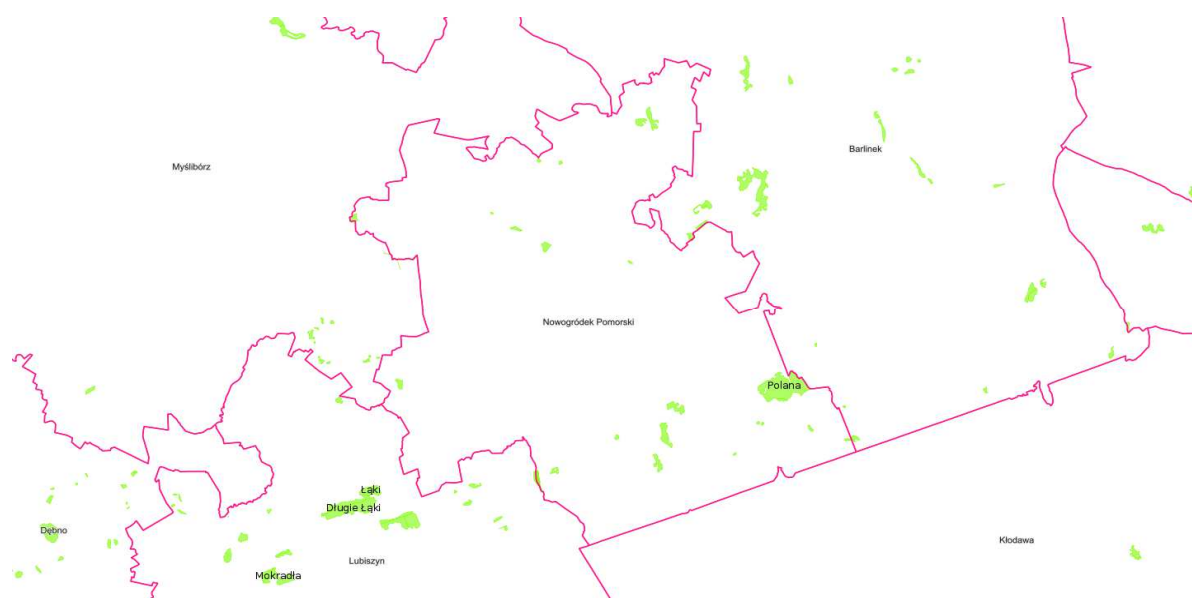 Barlinek
Myślibórz
Nowogródek Pomorski
Polana
Łąki
Długie Łąki
Dębno
Kłodawa
Lubiszyn
Mokradła